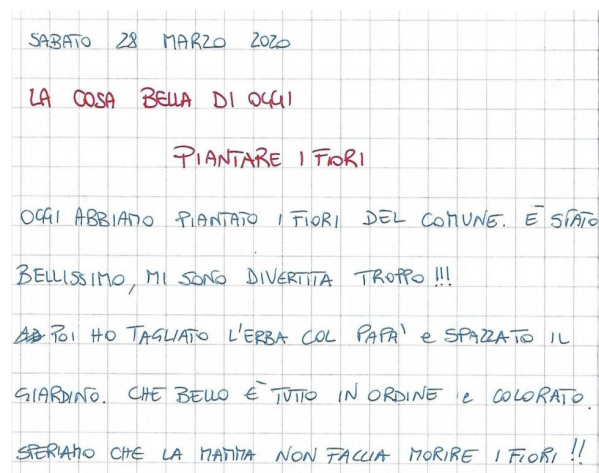 SABATO 28 MARZO 2020
LA COSA BELLA DI OGGI
PIANTARE I FIORI
OGGI ABBIAMO PIANTATO I FIORI DEL COMUNE. È STATO
BELLISSIMO, MI SONO DIVERTITA TROPPO !!!
POI HO TAGLIATO L'ERBA COL PAPA' e SPAZZATO IL
GIARDINO. CHE BELLO È TUTTO IN ORDINE e COLORATO.
SPERIAMO CHE LA MAMMA NON FACCIA MORIRE I FIORI !!